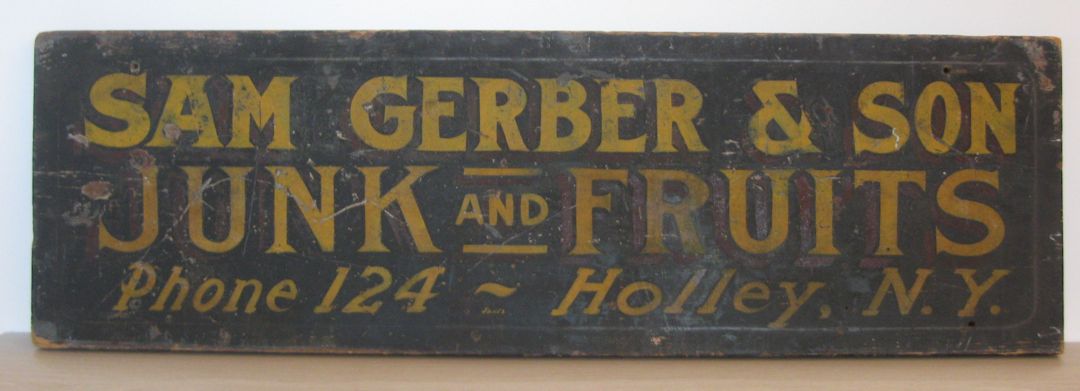 SAM GERBER & SON
JUNK AND FRUITS
Phone 124 ~ Holley, N.Y.